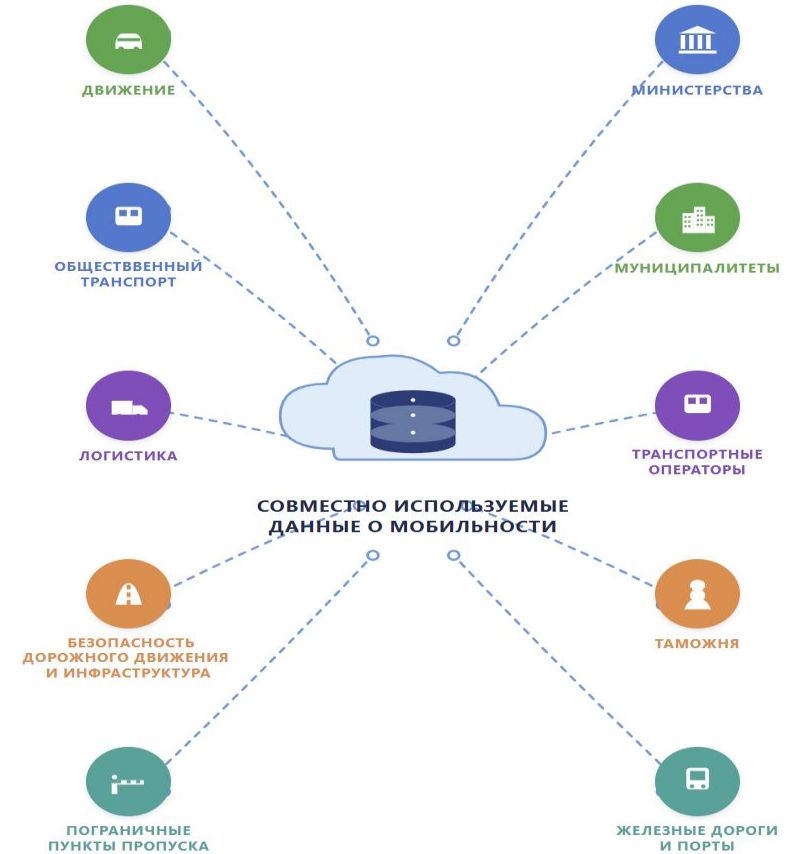 ДВИЖЕНИЕ
МИНИСТЕРСТВА
ОБЩЕСТВВЕННЫЙ
ТРАНСПОРТ
МУНИЦИПАЛИТЕТЫ
ЛОГИСТИКА
ТРАНСПОРТНЫЕ
ОПЕРАТОРЫ
СОВМЕСТНО ИСПОЛЬЗУЕМЫЕ
ДАННЫЕ О МОБИЛЬНОСТИ
БЕЗОПАСНОСТЬ
ДОРОЖНОГО ДВИЖЕНИЯ
И ИНФРАСТРУКТУРА
ТАМОЖНЯ
ПОГРАНИЧНЫЕ
ПУНКТЫ ПРОПУСКА
ЖЕЛЕЗНЫЕ ДОРОГИ
И ПОРТЫ